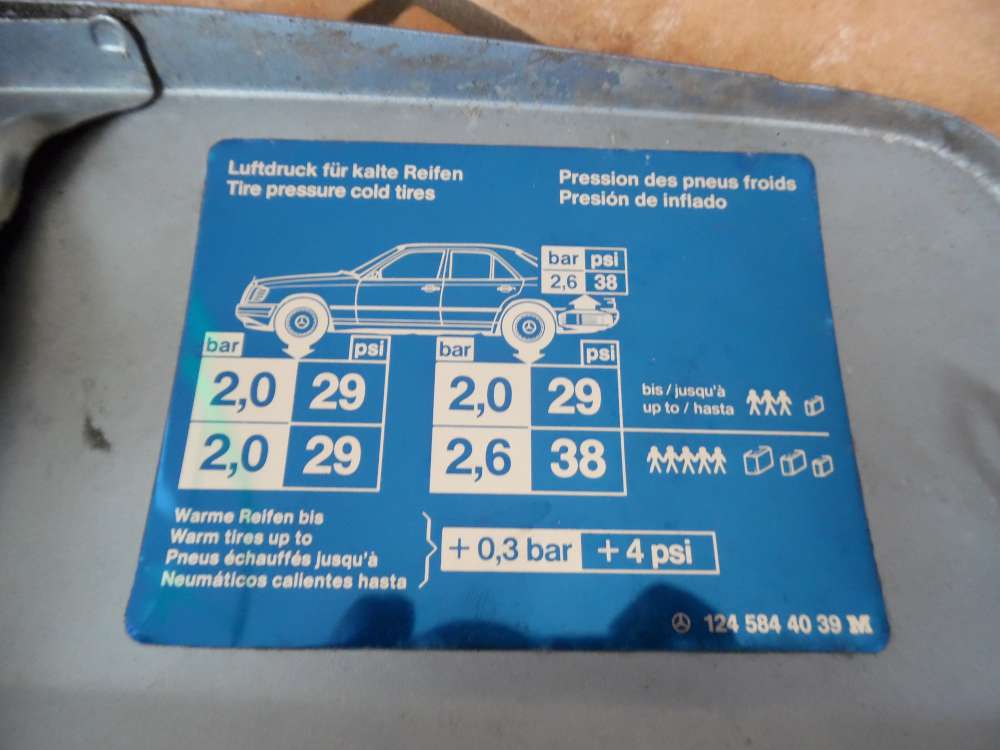 Luftdruck für kalte Reifen
Tire pressure cold tires
Pression des pneus froids
Presión de inflado
bar psi
2,6 38
bar psi
2,0 29
2,0 29
bar psi
2,0 29
2,6 38
bis / jusqu'à
up to / hasta
Warme Reifen bis
Warm tires up to
Pneus échauffés jusqu'à
Neumáticos calientes hasta
+ 0,3 bar + 4 psi
124 584 40 39 M